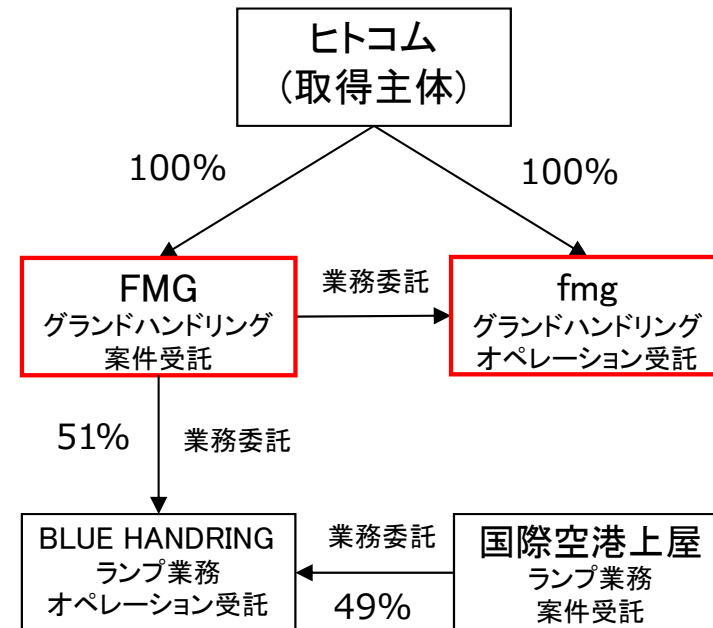 ヒトコム
(取得主体)
100%
100%
FMG
グランドハンドリング
案件受託
業務委託
fmg
グランドハンドリング
オペレーション受託
51%
業務委託
BLUE HANDRING
ランプ業務
オペレーション受託
業務委託
49%
国際空港上屋
ランプ業務
案件受託